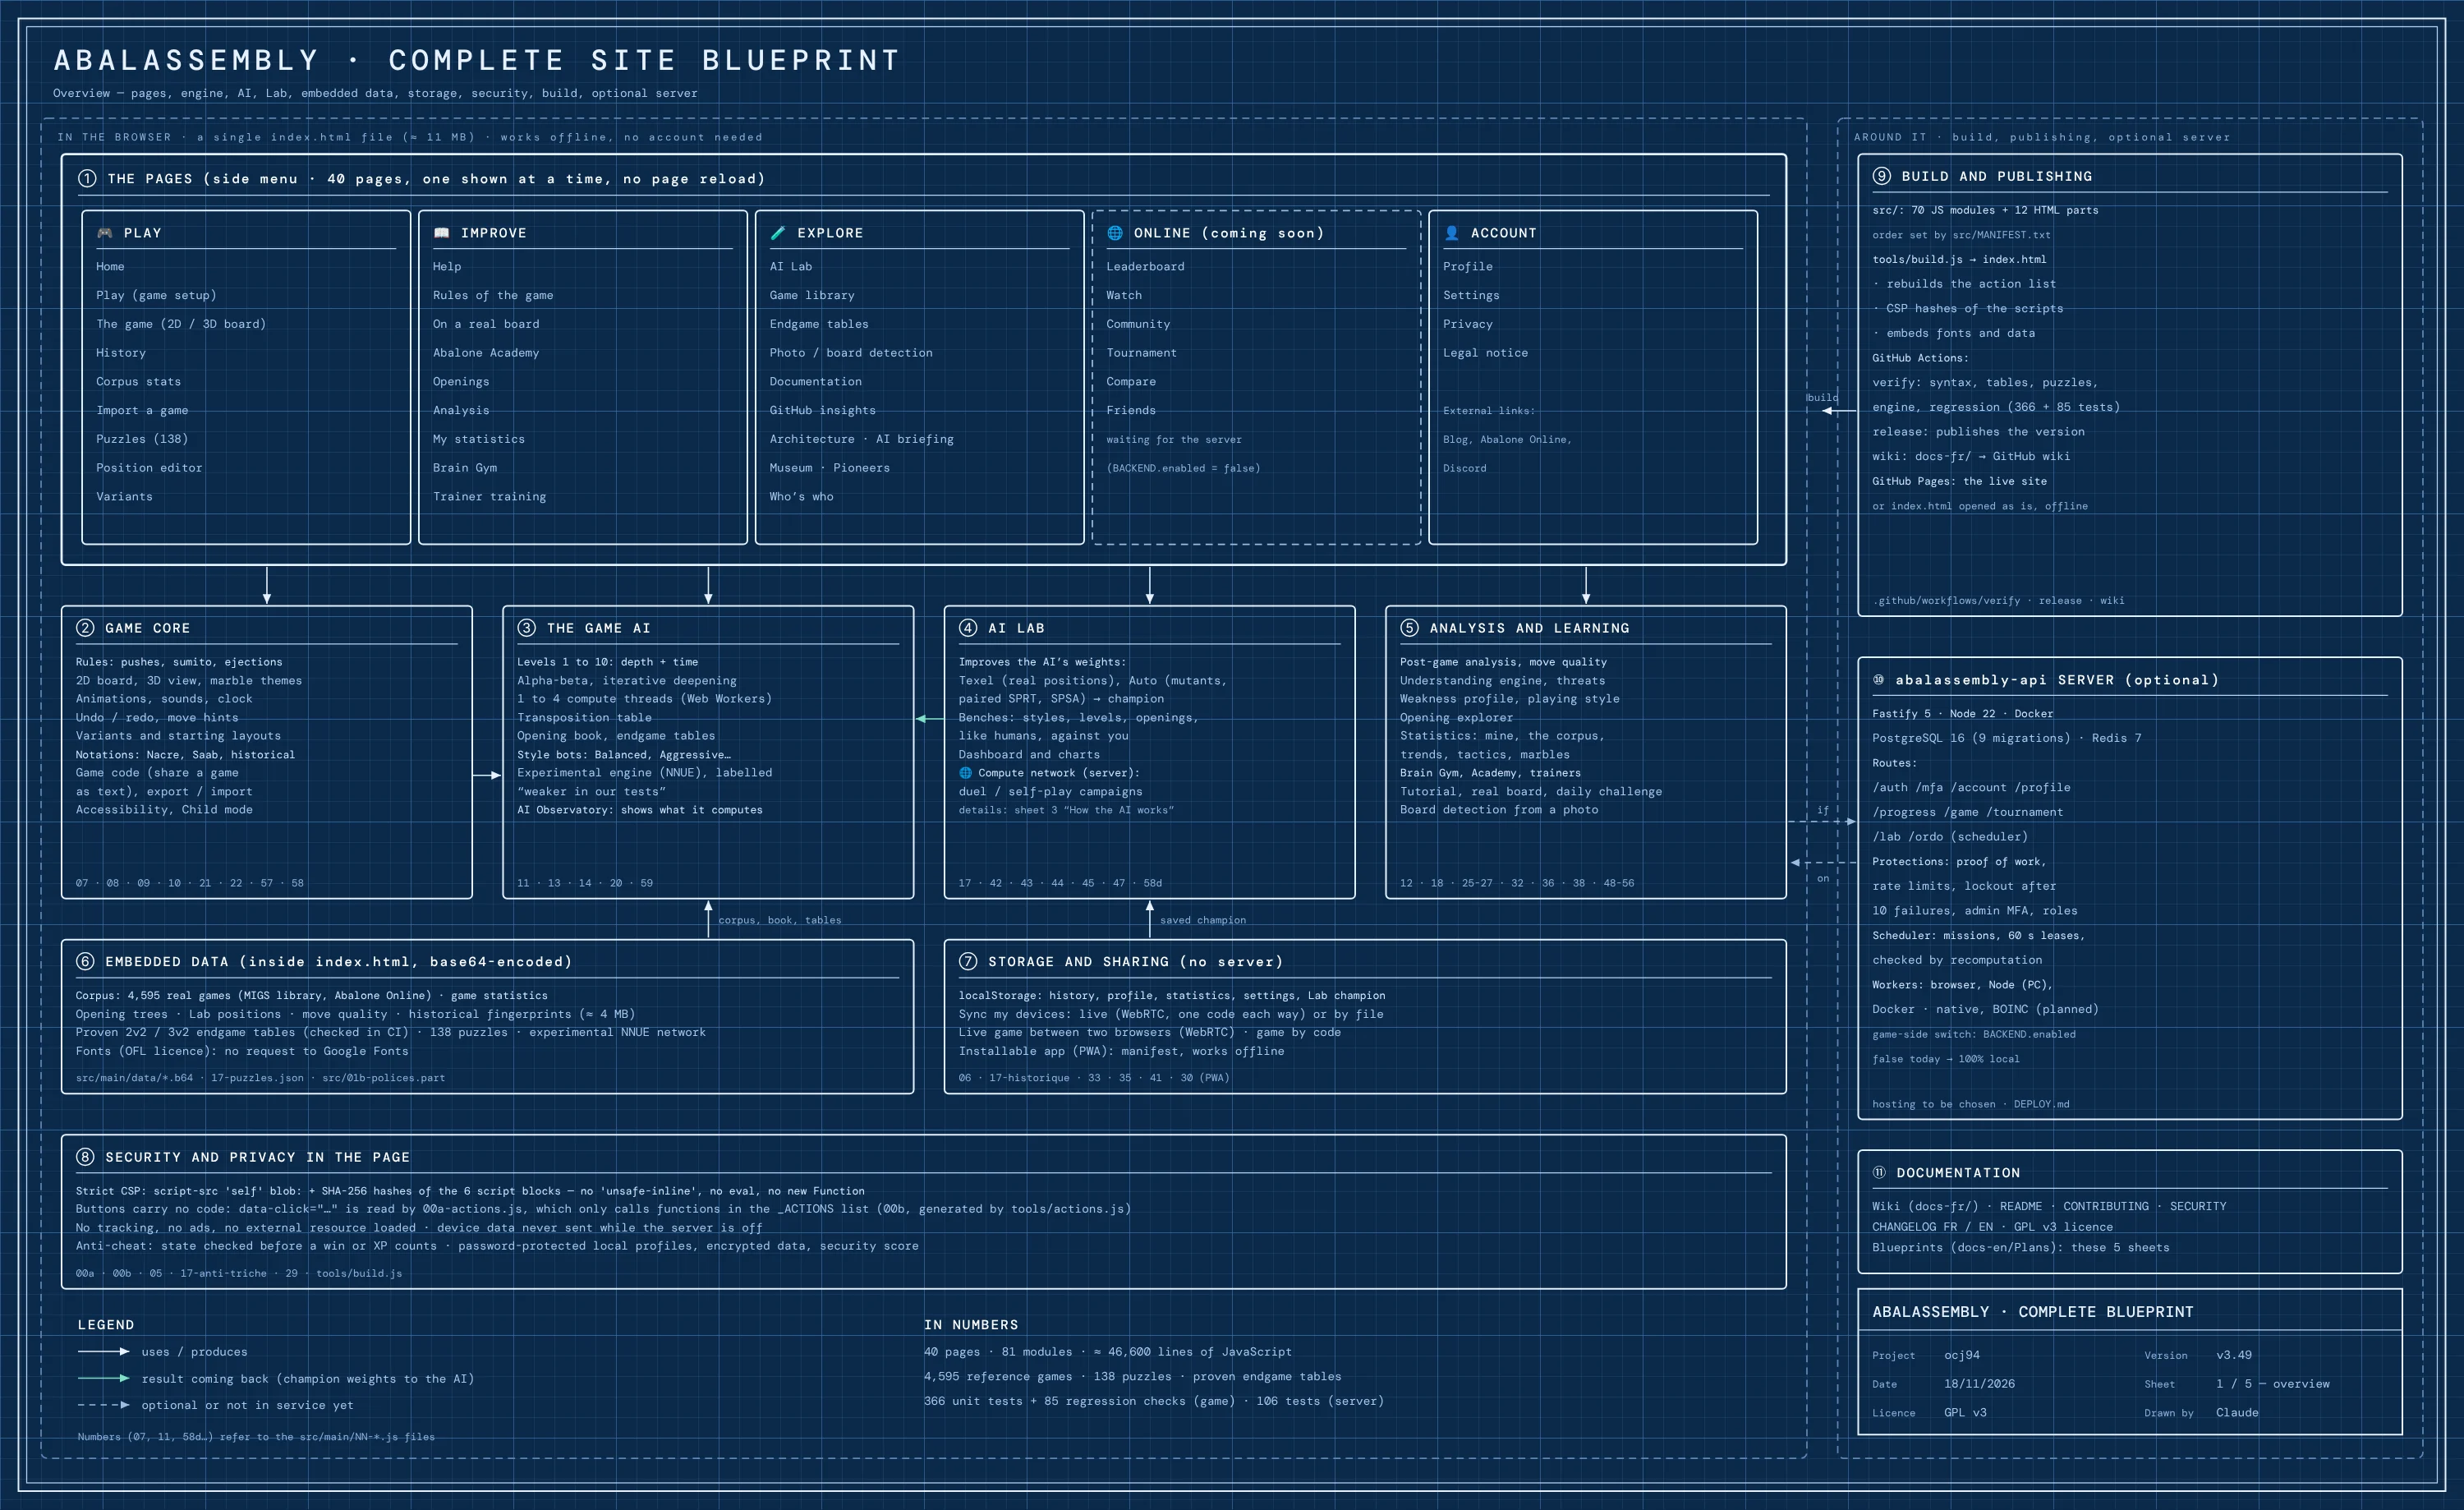 ABALASSEMBLY · COMPLETE SITE BLUEPRINT
Overview — pages, engine, AI, Lab, embedded data, storage, security, build, optional server
IN THE BROWSER · a single index.html file (≈ 11 MB) · works offline, no account needed
① THE PAGES (side menu · 40 pages, one shown at a time, no page reload)
🎮 PLAY
Home
Play (game setup)
The game (2D / 3D board)
History
Corpus stats
Import a game
Puzzles (138)
Position editor
Variants
📖 IMPROVE
Help
Rules of the game
On a real board
Abalone Academy
Openings
Analysis
My statistics
Brain Gym
Trainer training
🧪 EXPLORE
AI Lab
Game library
Endgame tables
Photo / board detection
Documentation
GitHub insights
Architecture · AI briefing
Museum · Pioneers
Who’s who
🌐 ONLINE (coming soon)
Leaderboard
Watch
Community
Tournament
Compare
Friends
waiting for the server
(BACKEND.enabled = false)
👤 ACCOUNT
Profile
Settings
Privacy
Legal notice
External links:
Blog, Abalone Online,
Discord
② GAME CORE
Rules: pushes, sumito, ejections
2D board, 3D view, marble themes
Animations, sounds, clock
Undo / redo, move hints
Variants and starting layouts
Notations: Nacre, Saab, historical
Game code (share a game
as text), export / import
Accessibility, Child mode
07 · 08 · 09 · 10 · 21 · 22 · 57 · 58
③ THE GAME AI
Levels 1 to 10: depth + time
Alpha-beta, iterative deepening
1 to 4 compute threads (Web Workers)
Transposition table
Opening book, endgame tables
Style bots: Balanced, Aggressive…
Experimental engine (NNUE), labelled
“weaker in our tests”
AI Observatory: shows what it computes
11 · 13 · 14 · 20 · 59
④ AI LAB
Improves the AI’s weights:
Texel (real positions), Auto (mutants,
paired SPRT, SPSA) → champion
Benches: styles, levels, openings,
like humans, against you
Dashboard and charts
🌐 Compute network (server):
duel / self-play campaigns
details: sheet 3 “How the AI works”
17 · 42 · 43 · 44 · 45 · 47 · 58d
⑤ ANALYSIS AND LEARNING
Post-game analysis, move quality
Understanding engine, threats
Weakness profile, playing style
Opening explorer
Statistics: mine, the corpus,
trends, tactics, marbles
Brain Gym, Academy, trainers
Tutorial, real board, daily challenge
Board detection from a photo
12 · 18 · 25-27 · 32 · 36 · 38 · 48-56
corpus, book, tables
saved champion
⑥ EMBEDDED DATA (inside index.html, base64-encoded)
Corpus: 4,595 real games (MIGS library, Abalone Online) · game statistics
Opening trees · Lab positions · move quality · historical fingerprints (≈ 4 MB)
Proven 2v2 / 3v2 endgame tables (checked in CI) · 138 puzzles · experimental NNUE network
Fonts (OFL licence): no request to Google Fonts
src/main/data/*.b64 · 17-puzzles.json · src/01b-polices.part
⑦ STORAGE AND SHARING (no server)
localStorage: history, profile, statistics, settings, Lab champion
Sync my devices: live (WebRTC, one code each way) or by file
Live game between two browsers (WebRTC) · game by code
Installable app (PWA): manifest, works offline
06 · 17-historique · 33 · 35 · 41 · 30 (PWA)
⑧ SECURITY AND PRIVACY IN THE PAGE
Strict CSP: script-src 'self' blob: + SHA-256 hashes of the 6 script blocks — no 'unsafe-inline', no eval, no new Function
Buttons carry no code: data-click="…" is read by 00a-actions.js, which only calls functions in the _ACTIONS list (00b, generated by tools/actions.js)
No tracking, no ads, no external resource loaded · device data never sent while the server is off
Anti-cheat: state checked before a win or XP counts · password-protected local profiles, encrypted data, security score
00a · 00b · 05 · 17-anti-triche · 29 · tools/build.js
LEGEND
uses / produces
result coming back (champion weights to the AI)
optional or not in service yet
Numbers (07, 11, 58d…) refer to the src/main/NN-*.js files
IN NUMBERS
40 pages · 81 modules · ≈ 46,600 lines of JavaScript
4,595 reference games · 138 puzzles · proven endgame tables
366 unit tests + 85 regression checks (game) · 106 tests (server)
build
if
on
AROUND IT · build, publishing, optional server
⑨ BUILD AND PUBLISHING
src/: 70 JS modules + 12 HTML parts
order set by src/MANIFEST.txt
tools/build.js → index.html
· rebuilds the action list
· CSP hashes of the scripts
· embeds fonts and data
GitHub Actions:
verify: syntax, tables, puzzles,
engine, regression (366 + 85 tests)
release: publishes the version
wiki: docs-fr/ → GitHub wiki
GitHub Pages: the live site
or index.html opened as is, offline
.github/workflows/verify · release · wiki
⑩ abalassembly-api SERVER (optional)
Fastify 5 · Node 22 · Docker
PostgreSQL 16 (9 migrations) · Redis 7
Routes:
/auth /mfa /account /profile
/progress /game /tournament
/lab /ordo (scheduler)
Protections: proof of work,
rate limits, lockout after
10 failures, admin MFA, roles
Scheduler: missions, 60 s leases,
checked by recomputation
Workers: browser, Node (PC),
Docker · native, BOINC (planned)
game-side switch: BACKEND.enabled
false today → 100% local
hosting to be chosen · DEPLOY.md
⑪ DOCUMENTATION
Wiki (docs-fr/) · README · CONTRIBUTING · SECURITY
CHANGELOG FR / EN · GPL v3 licence
Blueprints (docs-en/Plans): these 5 sheets
ABALASSEMBLY · COMPLETE BLUEPRINT
Project ocj94 Version v3.49
Date 18/11/2026 Sheet 1 / 5 — overview
Licence GPL v3 Drawn by Claude